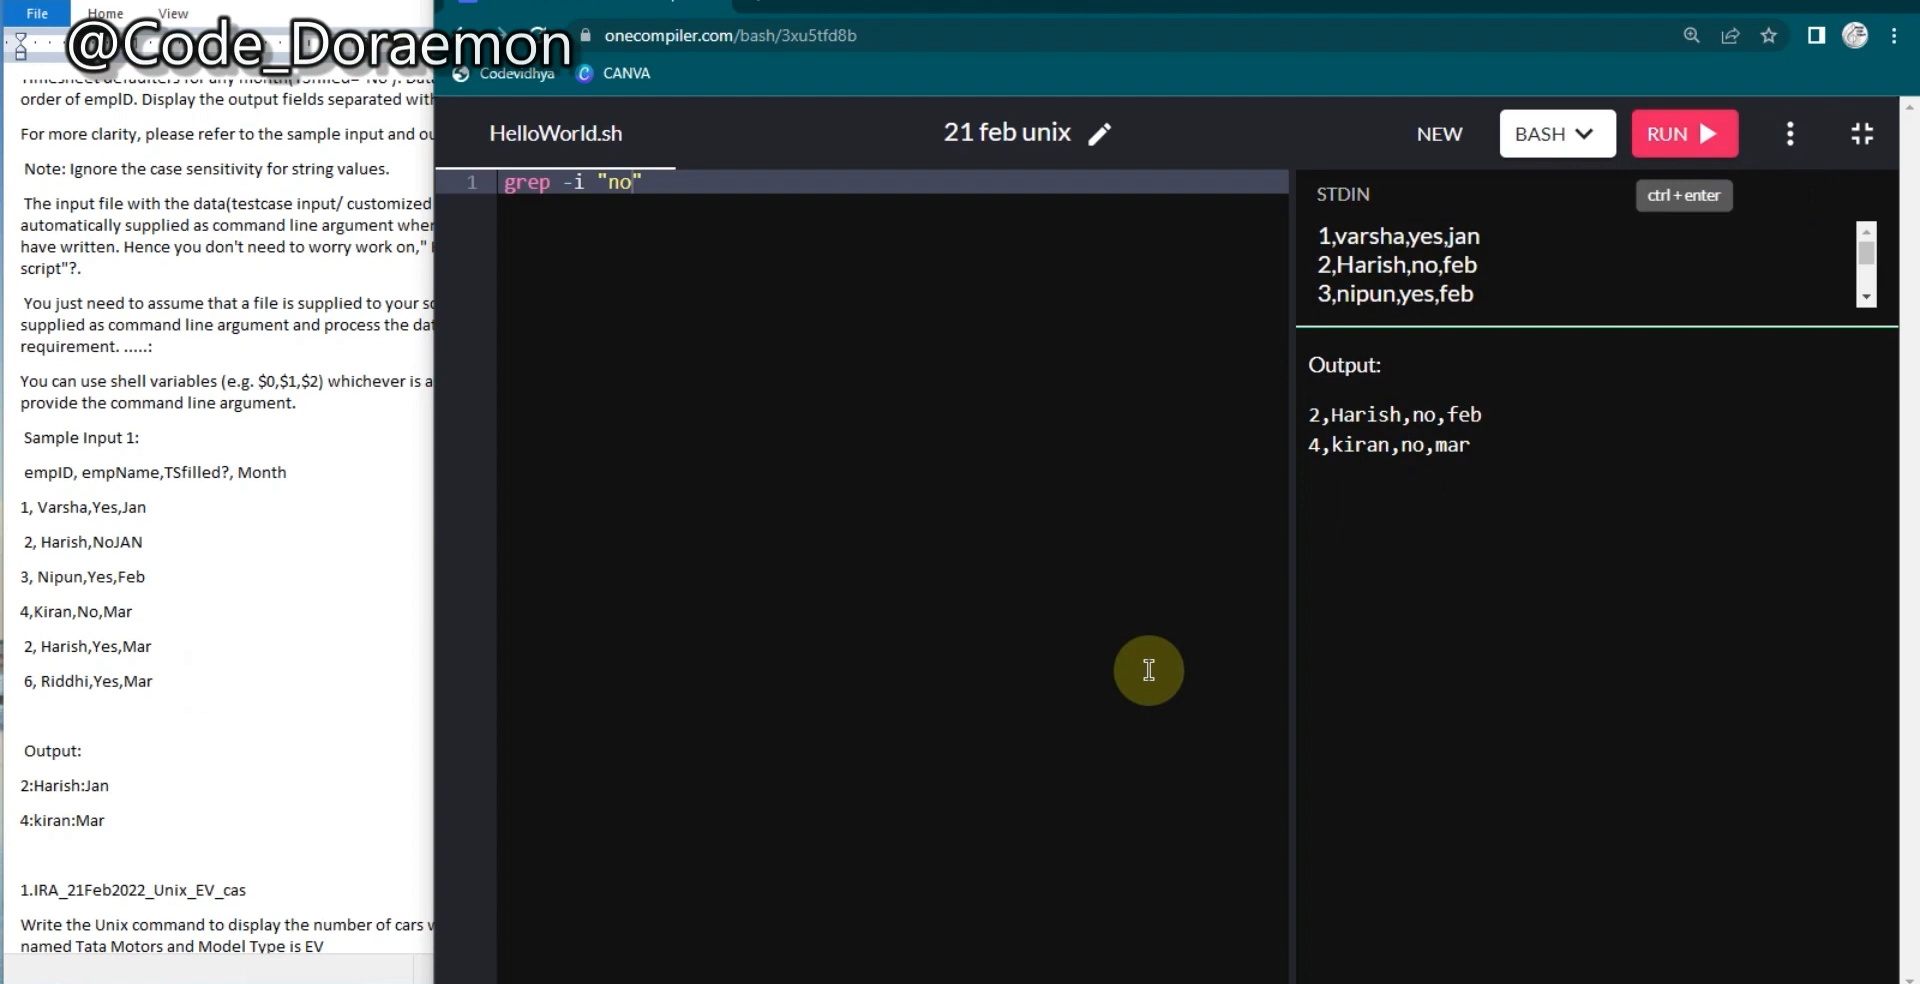 File
Home
View
@Code_Doraemon
onecompiler.com/bash/3xu5tfd8b
Codevidhya
CANVA
order of empID. Display the output fields separated with
For more clarity, please refer to the sample input and ou
Note: Ignore the case sensitivity for string values.
The input file with the data(testcase input/ customized
automatically supplied as command line argument wher
have written. Hence you don't need to worry work on,"
script"?.
You just need to assume that a file is supplied to your sc
supplied as command line argument and process the dat
requirement. .....:
You can use shell variables (e.g. $0,$1,$2) whichever is a
provide the command line argument.
Sample Input 1:
empID, empName,TSfilled?, Month
1, Varsha,Yes,Jan
2, Harish,NoJAN
3, Nipun,Yes,Feb
4,Kiran,No,Mar
2, Harish,Yes,Mar
6, Riddhi,Yes,Mar
Output:
2:Harish:Jan
4:kiran:Mar
1.IRA_21Feb2022_Unix_EV_cas
Write the Unix command to display the number of cars w
named Tata Motors and Model Type is EV
HelloWorld.sh
21 feb unix
NEW
BASH
RUN
1 grep -i "no"
STDIN
ctrl+enter
1,varsha,yes,jan
2,Harish,no,feb
3,nipun,yes,feb
Output:
2,Harish,no,feb
4,kiran,no,mar